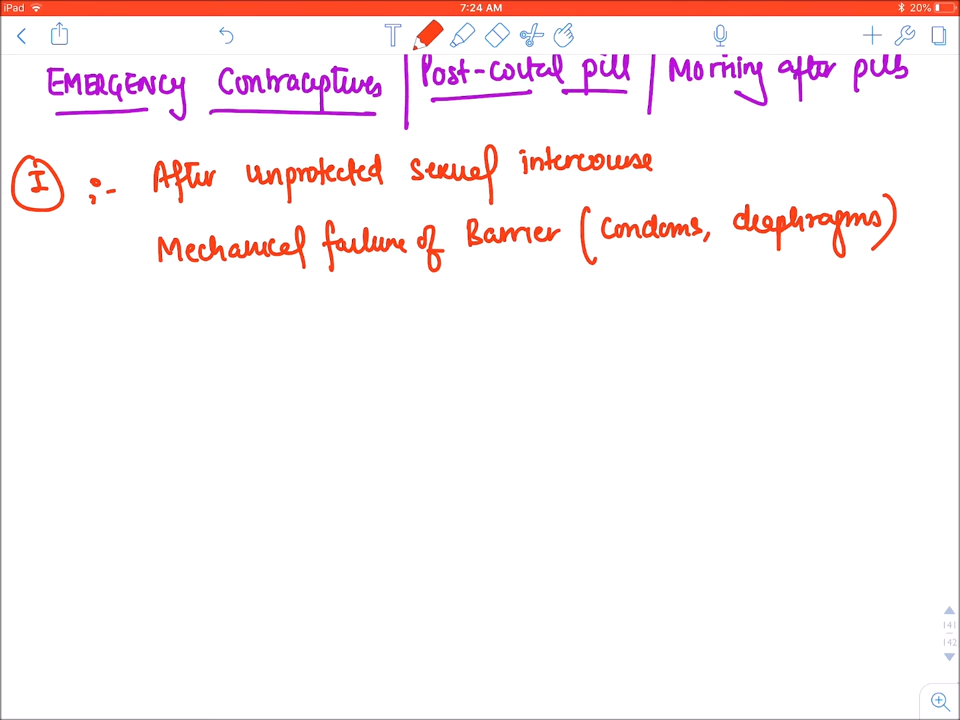 iPad 7:24 AM 20%
EMERGENCY Contraceptives | Post-coital pill | Morning after pills
I :- After unprotected sexual intercourse
Mechanical failure of Barrier (Condoms, diaphragms)
141
142